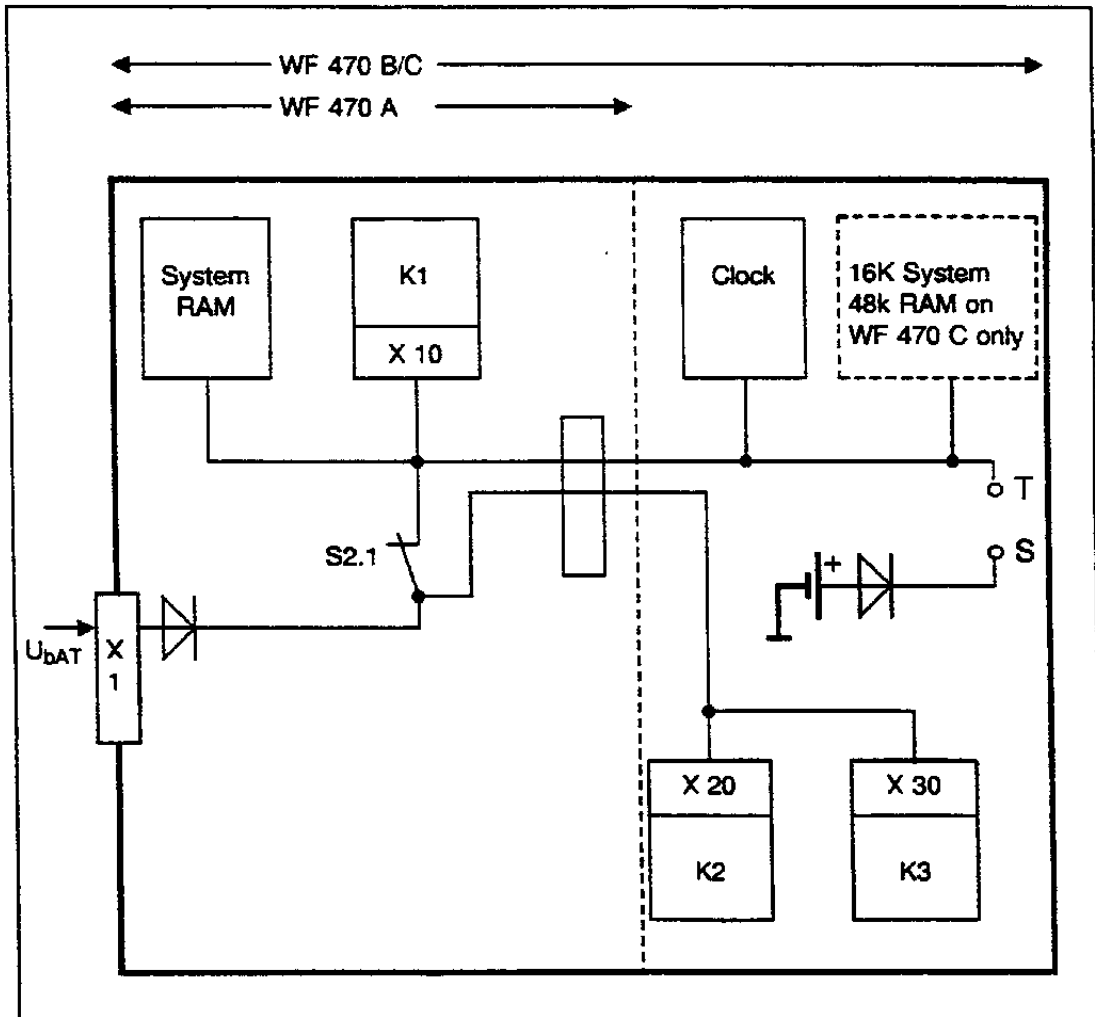 WF 470 B/C
WF 470 A
System
RAM
K1
X 10
Clock
16K System
48k RAM on
WF 470 C only
T
S2.1
S
+
UbAT
X
1
X 20
X 30
K2
K3